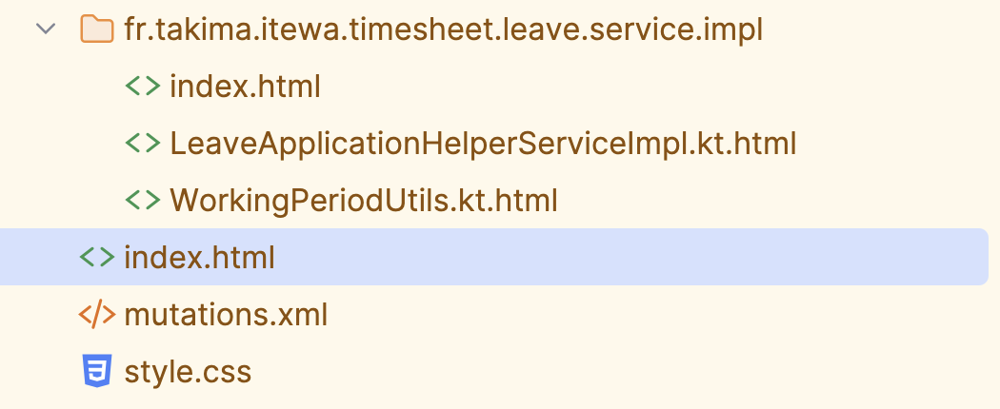 fr.takima.itewa.timesheet.leave.service.impl
index.html
LeaveApplicationHelperServiceImpl.kt.html
WorkingPeriodUtils.kt.html
index.html
mutations.xml
style.css